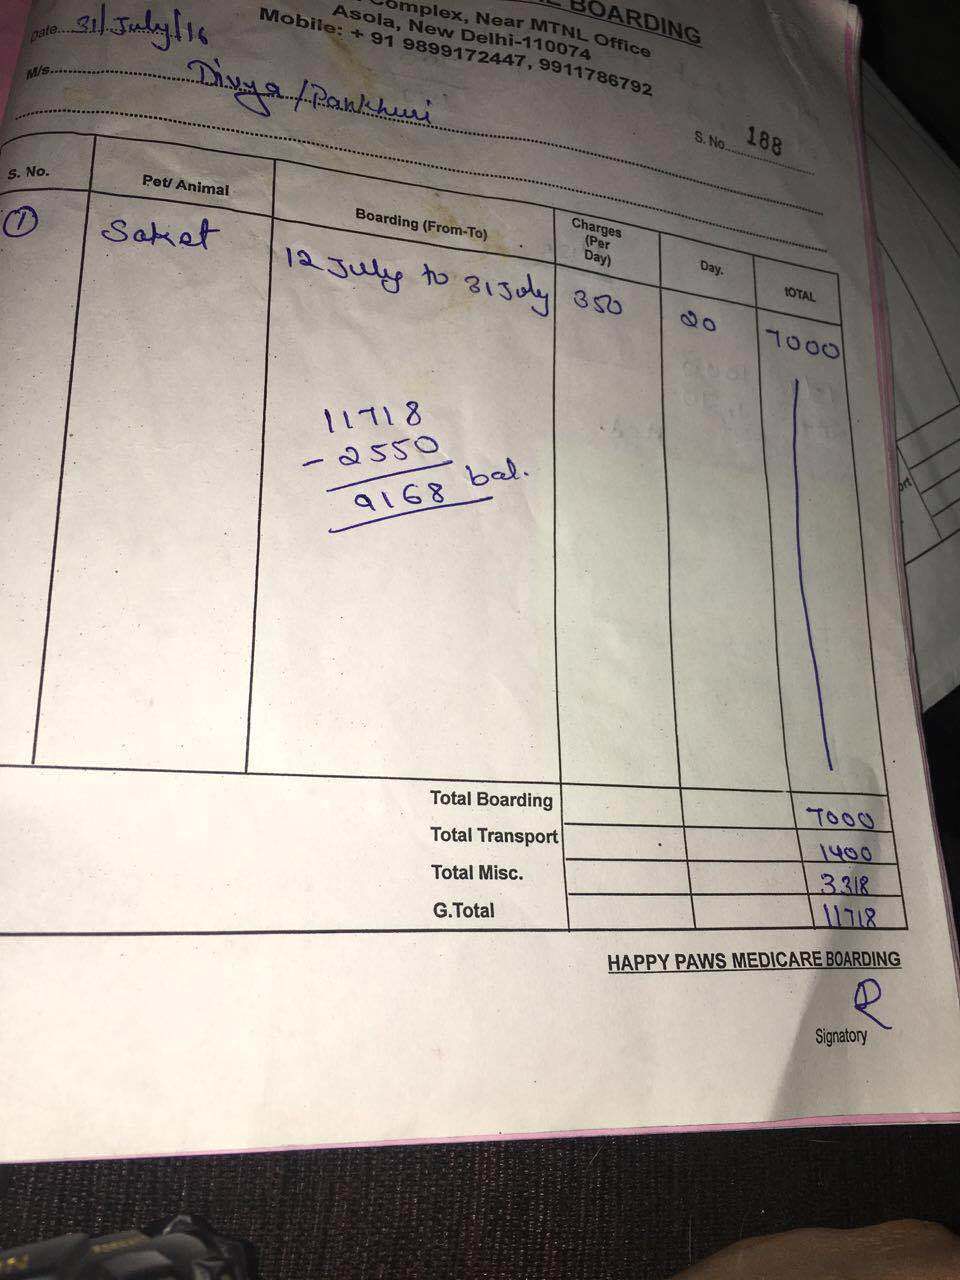 BOARDING
Complex, Near MTNL Office
Asola, New Delhi-110074
Mobile: + 91 9899172447, 9911786792
Date 31/July/16
M/s. Divya/Pankhuri
S. No. 188
S. No. Pet/ Animal Boarding (From-To) Charges (Per Day) Day. tOTAL
1 Saket 12 July to 31 July 350 20 7000
11718
- 2550
9168 bal.
Total Boarding 7000
Total Transport 1400
Total Misc. 3318
G.Total 11718
HAPPY PAWS MEDICARE BOARDING
Signatory